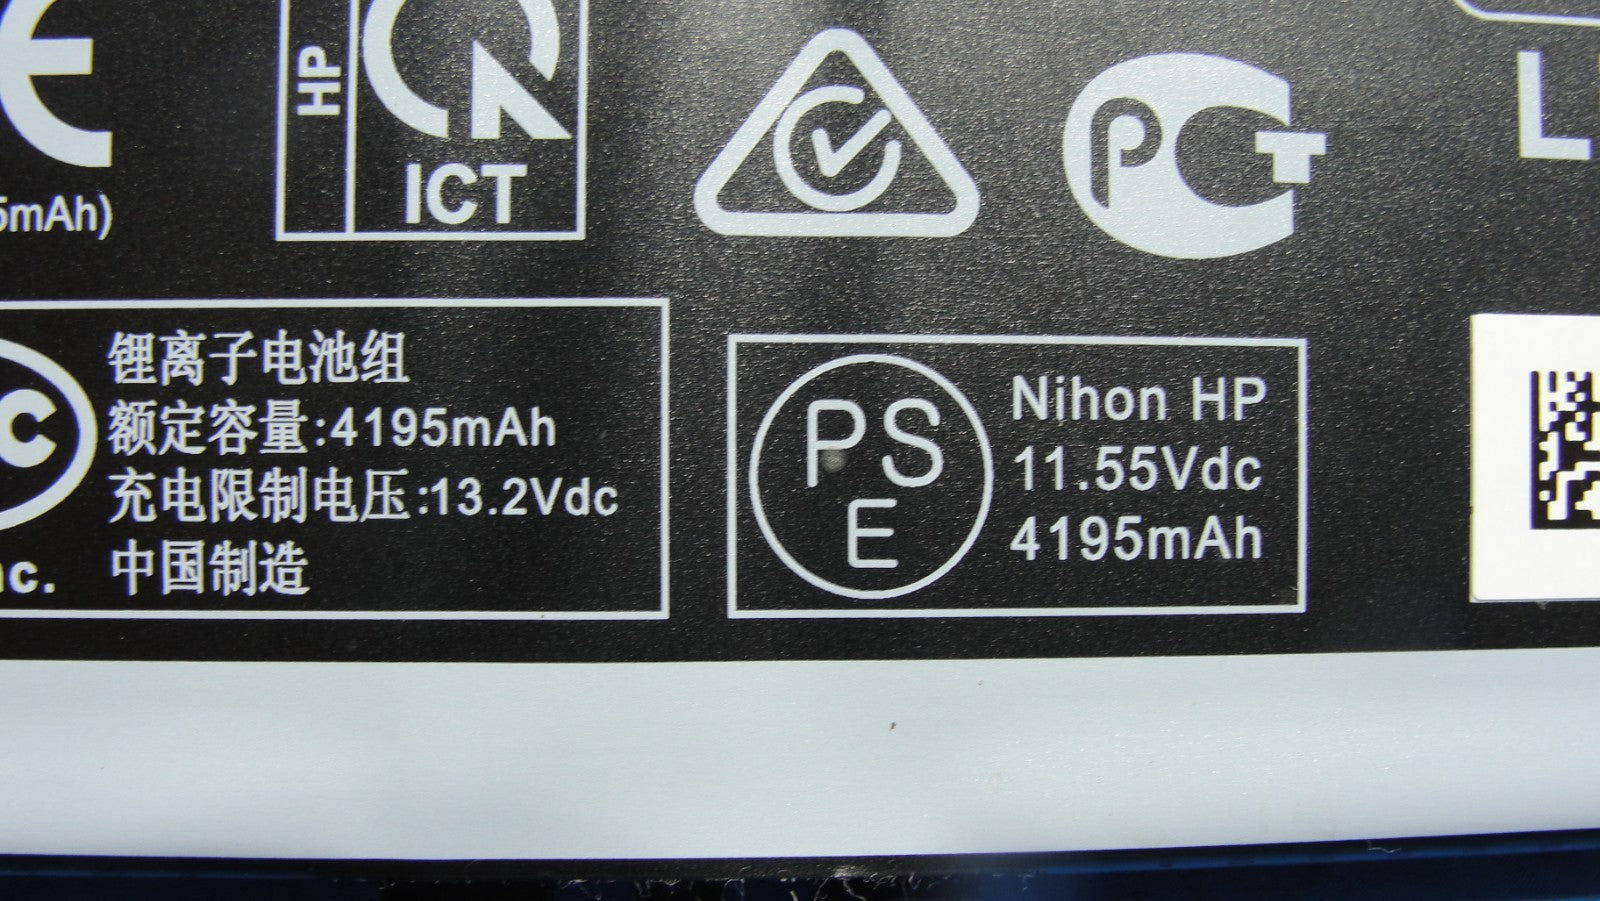 HP
ICT
5mAh)
锂离子电池组
额定容量:4195mAh
充电限制电压:13.2Vdc
中国制造
nc.
PS
E
Nihon HP
11.55Vdc
4195mAh
L